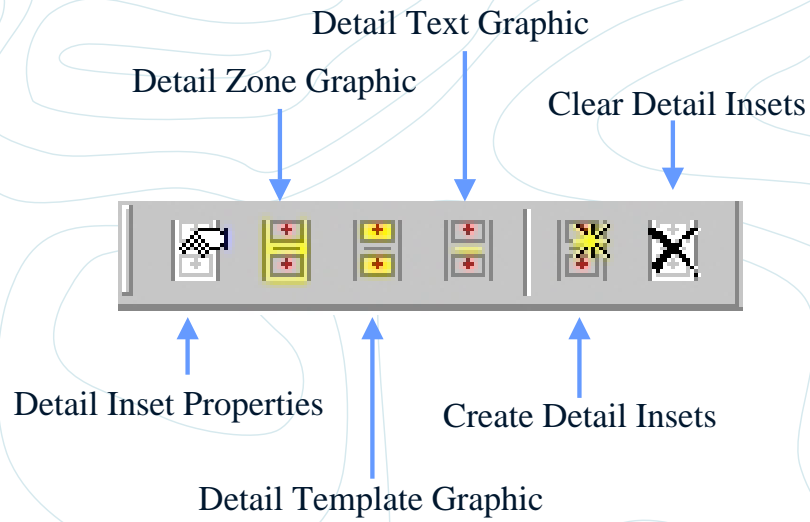 Detail Text Graphic
Detail Zone Graphic
Clear Detail Insets
Detail Inset Properties
Create Detail Insets
Detail Template Graphic